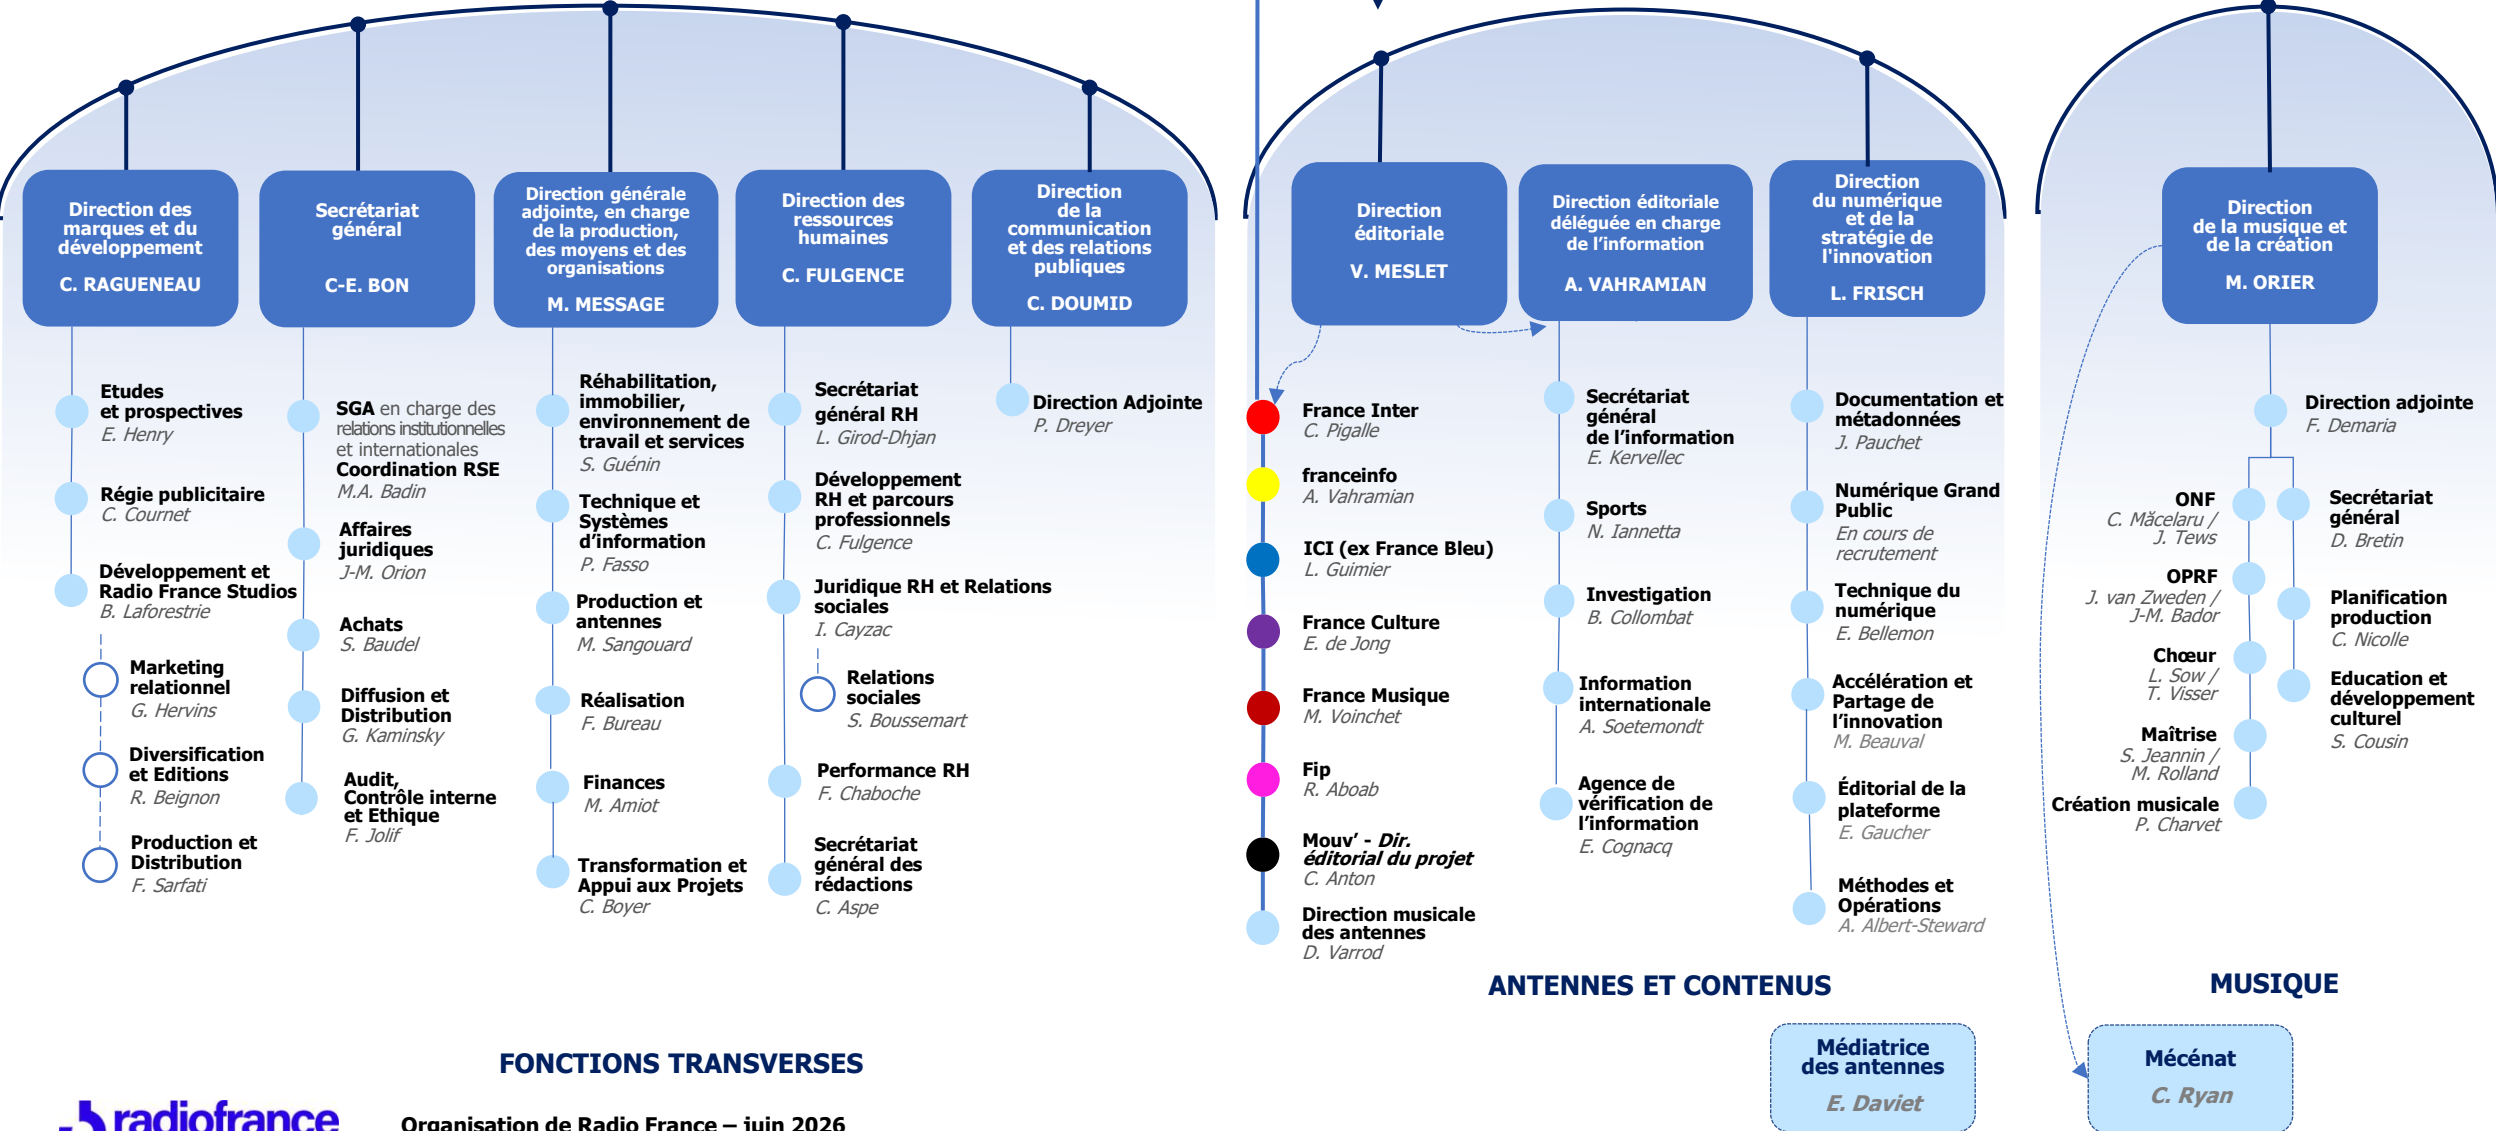 Direction des
marques et du
développement
C. RAGUENEAU
Etudes
et prospectives
E. Henry
Régie publicitaire
C. Cournet
Développement et
Radio France Studios
B. Laforestrie
Marketing
relationnel
G. Hervins
Diversification
et Editions
R. Beignon
Production et
Distribution
F. Sarfati
Secrétariat
général
C-E. BON
SGA en charge des
relations institutionnelles
et internationales
Coordination RSE
M.A. Badin
Affaires
juridiques
J-M. Orion
Achats
S. Baudel
Diffusion et
Distribution
G. Kaminsky
Audit,
Contrôle interne
et Ethique
F. Jolif
Direction générale
adjointe, en charge
de la production,
des moyens et des
organisations
M. MESSAGE
Réhabilitation,
immobilier,
environnement de
travail et services
S. Guénin
Technique et
Systèmes
d’information
P. Fasso
Production et
antennes
M. Sangouard
Réalisation
F. Bureau
Finances
M. Amiot
Transformation et
Appui aux Projets
C. Boyer
Direction des
ressources
humaines
C. FULGENCE
Secrétariat
général RH
L. Girod-Dhjan
Développement
RH et parcours
professionnels
C. Fulgence
Juridique RH et Relations
sociales
I. Cayzac
Relations
sociales
S. Boussemart
Performance RH
F. Chaboche
Secrétariat
général des
rédactions
C. Aspe
Direction
de la
communication
et des relations
publiques
C. DOUMID
Direction Adjointe
P. Dreyer
FONCTIONS TRANSVERSES
Direction
éditoriale
V. MESLET
France Inter
C. Pigalle
franceinfo
A. Vahramian
ICI (ex France Bleu)
L. Guimier
France Culture
E. de Jong
France Musique
M. Voinchet
Fip
R. Aboab
Mouv’ - Dir.
éditorial du projet
C. Anton
Direction musicale
des antennes
D. Varrod
Direction éditoriale
déléguée en charge
de l’information
A. VAHRAMIAN
Secrétariat
général
de l’information
E. Kervellec
Sports
N. Iannetta
Investigation
B. Collombat
Information
internationale
A. Soetemondt
Agence de
vérification de
l’information
E. Cognacq
Direction
du numérique
et de la
stratégie de
l'innovation
L. FRISCH
Documentation et
métadonnées
J. Pauchet
Numérique Grand
Public
En cours de
recrutement
Technique du
numérique
E. Bellemon
Accélération et
Partage de
l’innovation
M. Beauval
Éditorial de la
plateforme
E. Gaucher
Méthodes et
Opérations
A. Albert-Steward
ANTENNES ET CONTENUS
Médiatrice
des antennes
E. Daviet
Direction
de la musique et
de la création
M. ORIER
Direction adjointe
F. Demaria
ONF
C. Măcelaru /
J. Tews
OPRF
J. van Zweden /
J-M. Bador
Chœur
L. Sow /
T. Visser
Maîtrise
S. Jeannin /
M. Rolland
Création musicale
P. Charvet
Secrétariat
général
D. Bretin
Planification
production
C. Nicolle
Education et
développement
culturel
S. Cousin
MUSIQUE
Mécénat
C. Ryan
radiofrance
Organisation de Radio France – juin 2026